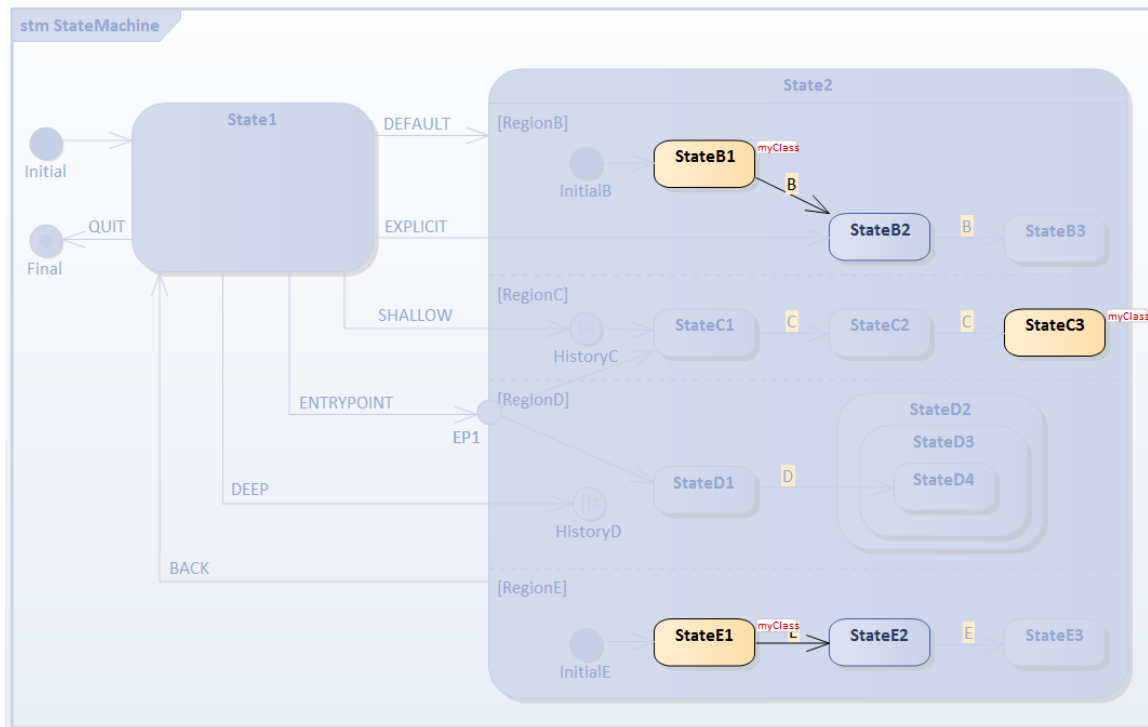 stm StateMachine
State2
State1
DEFAULT
[RegionB]
Initial
InitialB
StateB1
myClass
B
QUIT
EXPLICIT
StateB2
B
StateB3
Final
[RegionC]
SHALLOW
HistoryC
StateC1
C
StateC2
C
StateC3
myClass
ENTRYPOINT
EP1
[RegionD]
StateD2
StateD3
StateD4
StateD1
D
DEEP
HistoryD
BACK
[RegionE]
InitialE
StateE1
myClass
StateE2
E
StateE3